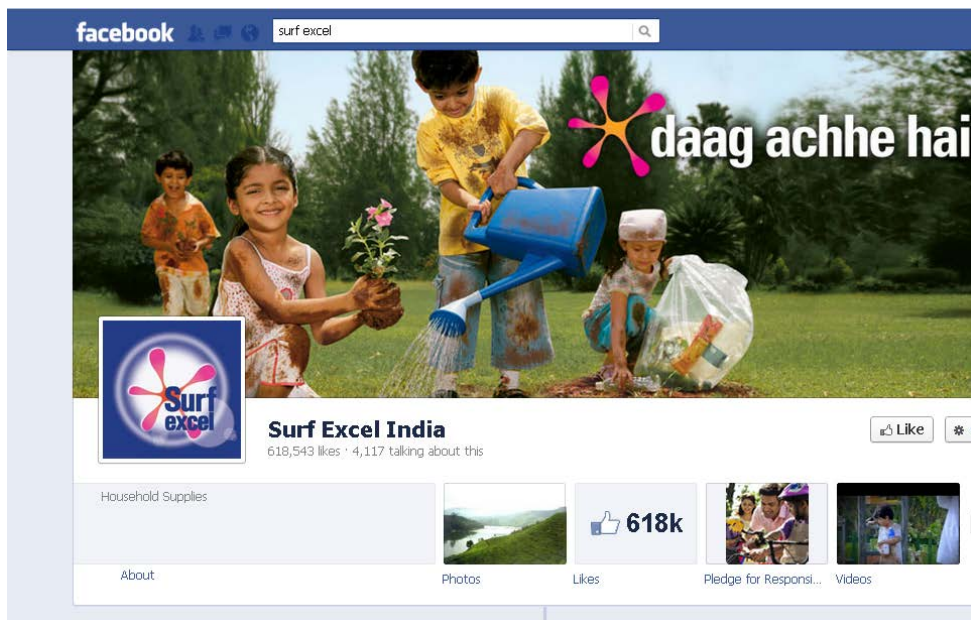 facebook
surf excel
daag achhe hai
Surf
excel
Surf Excel India
618,543 likes · 4,117 talking about this
Like
Household Supplies
618k
About
Photos
Likes
Pledge for Responsi...
Videos